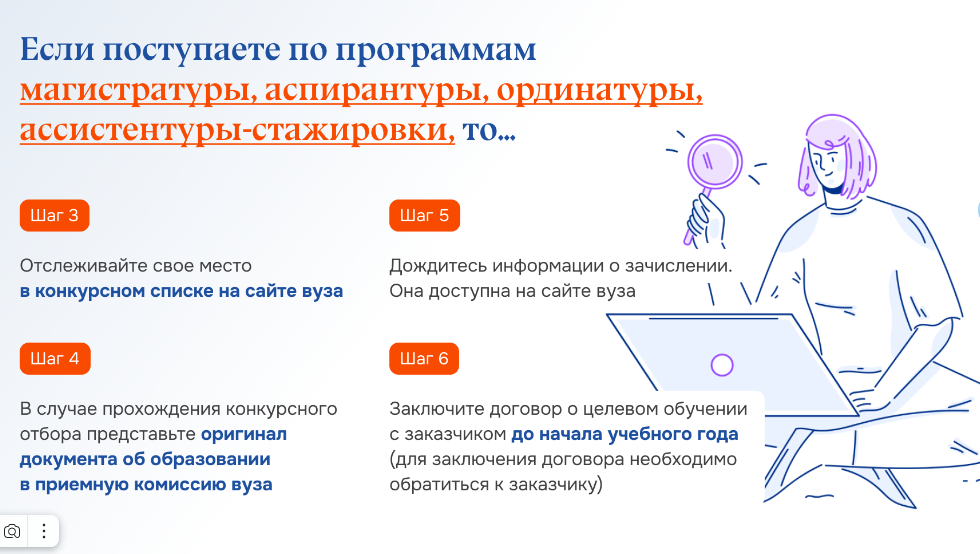 Если поступаете по программам
магистратуры, аспирантуры, ординатуры,
ассистентуры-стажировки, то...
Шаг 3
Отслеживайте свое место
в конкурсном списке на сайте вуза
Шаг 4
В случае прохождения конкурсного
отбора представьте оригинал
документа об образовании
в приемную комиссию вуза
Шаг 5
Дождитесь информации о зачислении.
Она доступна на сайте вуза
Шаг 6
Заключите договор о целевом обучении
с заказчиком до начала учебного года
(для заключения договора необходимо
обратиться к заказчику)